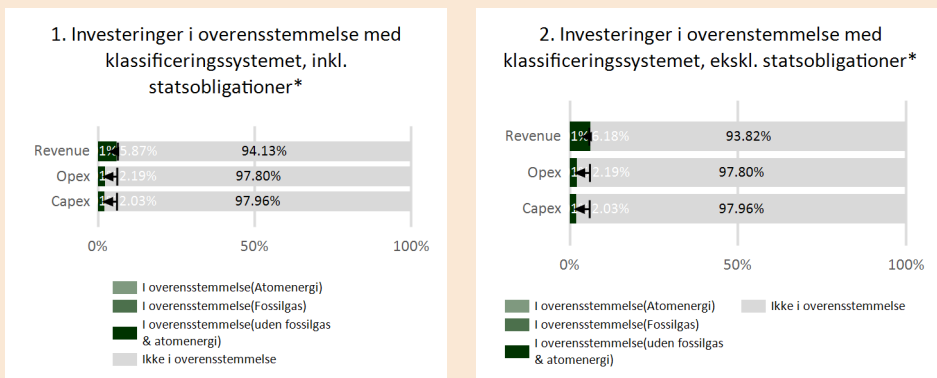 1. Investeringer i overensstemmelse med
klassificeringssystemet, inkl.
statsobligationer*
Revenue 1% 5.87% 94.13%
Opex 2.19% 97.80%
Capex 2.03% 97.96%
0% 50% 100%
I overensstemmelse(Atomenergi)
I overensstemmelse(Fossilgas)
I overensstemmelse(uden fossilgas
& atomenergi)
Ikke i overensstemmelse
2. Investeringer i overenstemmelse med
klassificeringssystemet, ekskl. statsobligationer*
Revenue 1% 6.18% 93.82%
Opex 2.19% 97.80%
Capex 2.03% 97.96%
0% 50% 100%
I overensstemmelse(Atomenergi) Ikke i overensstemmelse
I overensstemmelse(Fossilgas)
I overensstemmelse(uden fossilgas
& atomenergi)